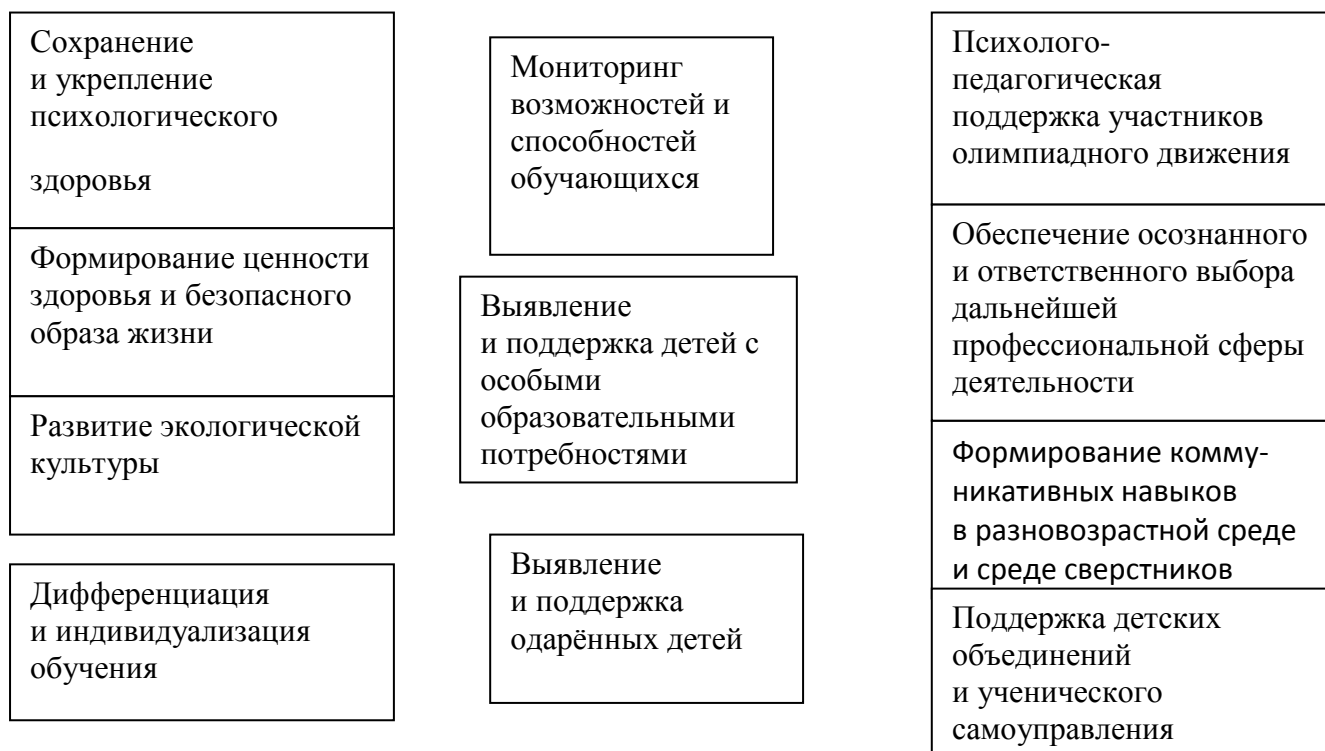 Сохранение
и укрепление
психологического
здоровья
Формирование ценности
здоровья и безопасного
образа жизни
Развитие экологической
культуры
Дифференциация
и индивидуализация
обучения
Мониторинг
возможностей и
способностей
обучающихся
Выявление
и поддержка детей с
особыми
образовательными
потребностями
Выявление
и поддержка
одарённых детей
Психолого-
педагогическая
поддержка участников
олимпиадного движения
Обеспечение осознанного
и ответственного выбора
дальнейшей
профессиональной сферы
деятельности
Формирование комму-
никативных навыков
в разновозрастной среде
и среде сверстников
Поддержка детских
объединений
и ученического
самоуправления